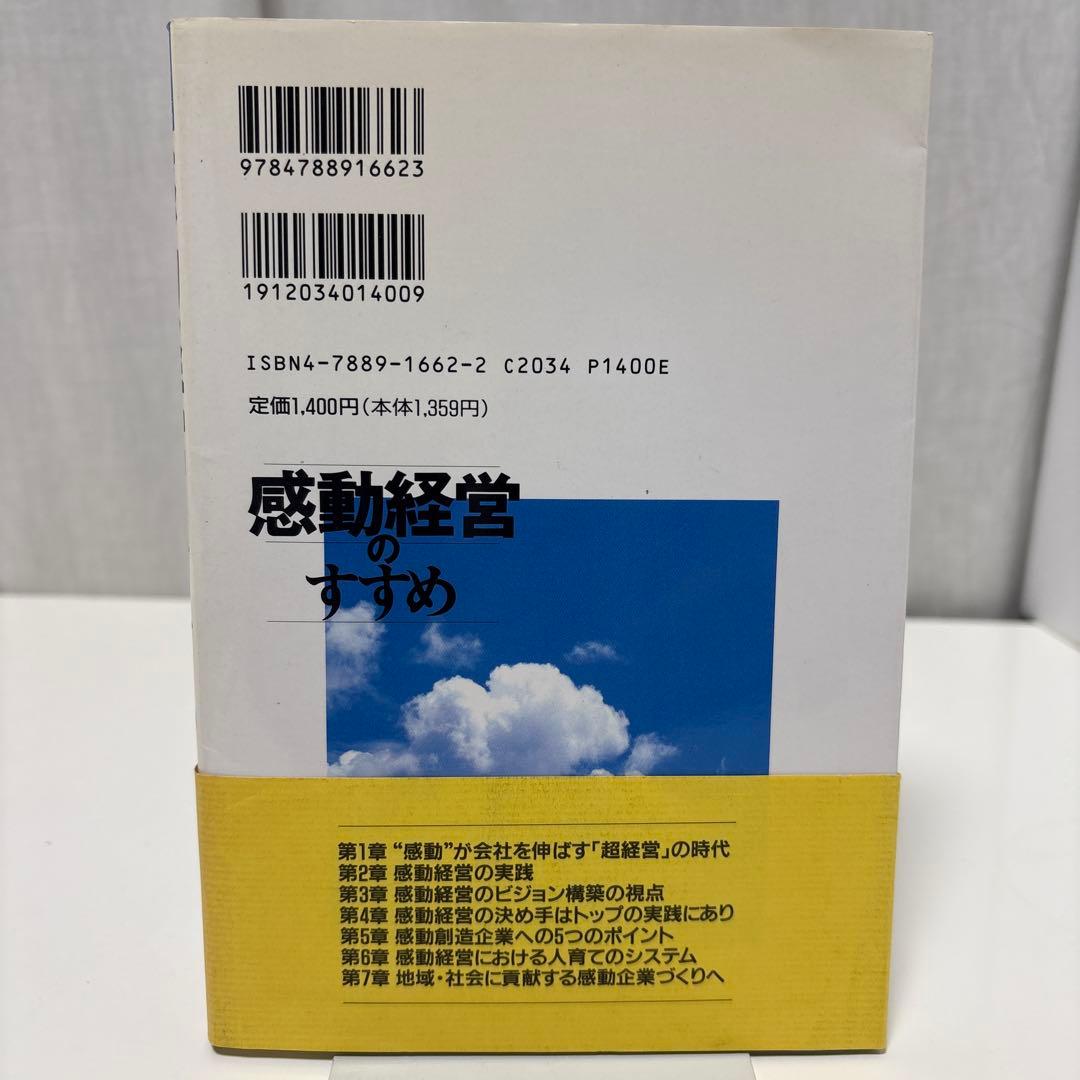 9784788916623
1912034014009
ISBN4-7889-1662-2 C2034 P1400E
定価1,400円(本体1,359円)
感動経営
の
すすめ
第1章 “感動”が会社を伸ばす「超経営」の時代
第2章 感動経営の実践
第3章 感動経営のビジョン構築の視点
第4章 感動経営の決め手はトップの実践にあり
第5章 感動創造企業への5つのポイント
第6章 感動経営における人育てのシステム
第7章 地域・社会に貢献する感動企業づくりへ